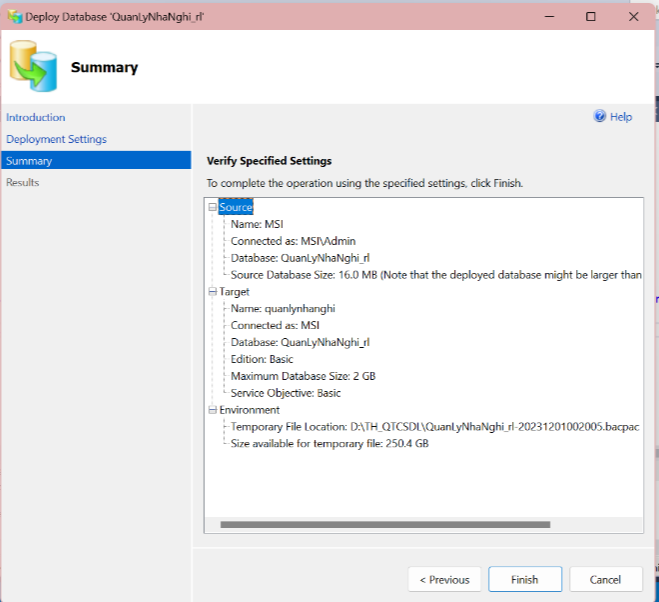 Deploy Database 'QuanLyNhaNghi_rl'
Summary
Introduction
Help
Deployment Settings
Summary
Verify Specified Settings
Results
To complete the operation using the specified settings, click Finish.
Source
Name: MSI
Connected as: MSI\Admin
Database: QuanLyNhaNghi_rl
Source Database Size: 16.0 MB (Note that the deployed database might be larger than
Target
Name: quanlynhanghi
Connected as: MSI
Database: QuanLyNhaNghi_rl
Edition: Basic
Maximum Database Size: 2 GB
Service Objective: Basic
Environment
Temporary File Location: D:\TH_QTCSDL\QuanLyNhaNghi_rl-20231201002005.bacpac
Size available for temporary file: 250.4 GB
< Previous
Finish
Cancel